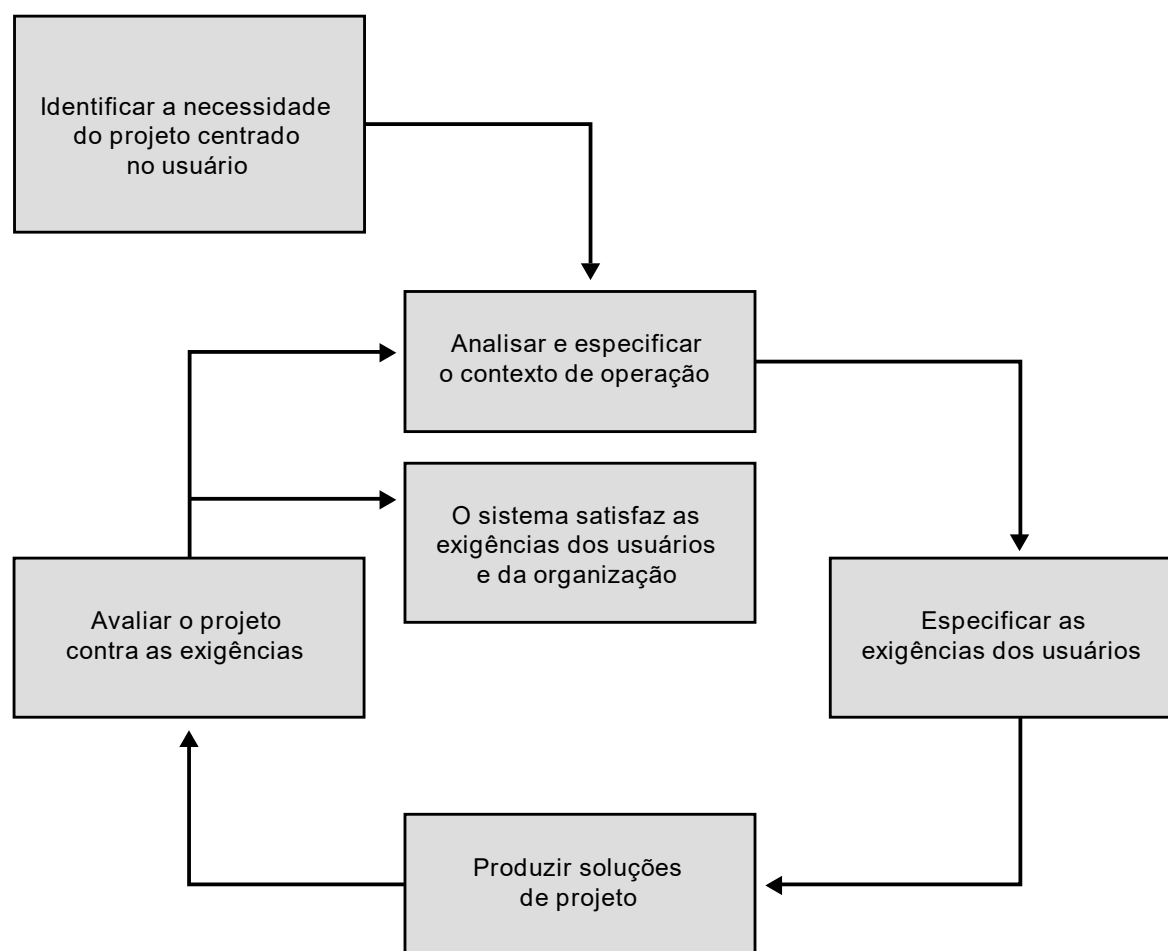 Identificar a necessidade
do projeto centrado
no usuário
Analisar e especificar
o contexto de operação
O sistema satisfaz as
exigências dos usuários
e da organização
Avaliar o projeto
contra as exigências
Especificar as
exigências dos usuários
Produzir soluções
de projeto